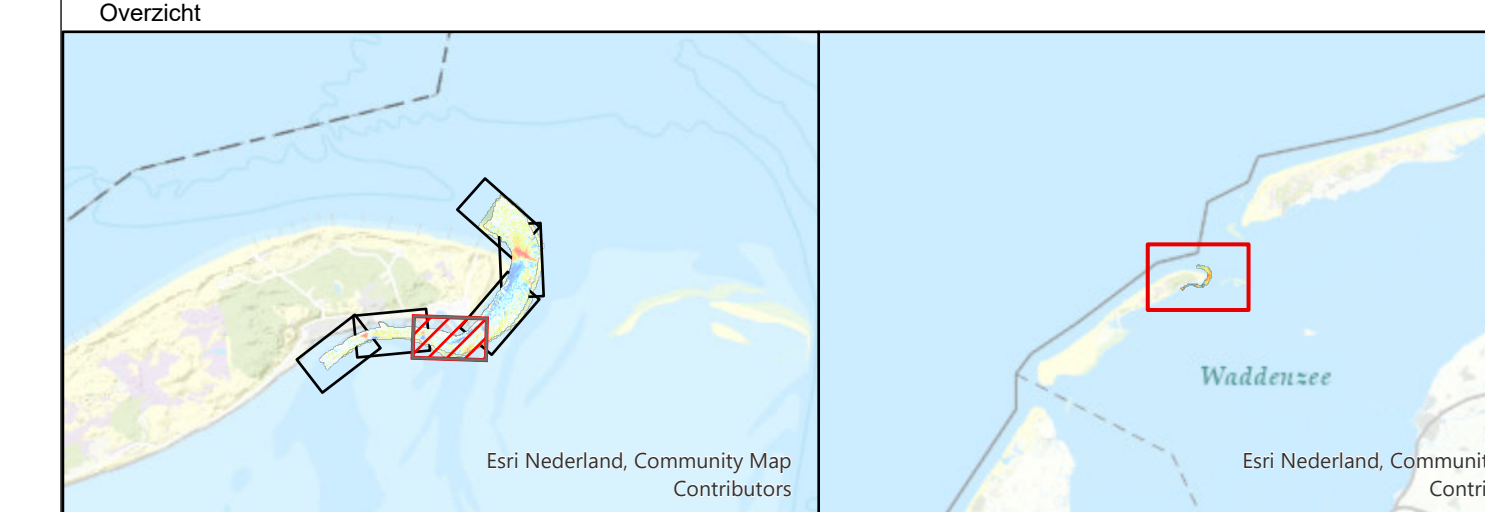 Overzicht
Esri Nederland, Community Map
Contributors
Waddenzee
Esri Nederland, Communit
Contri